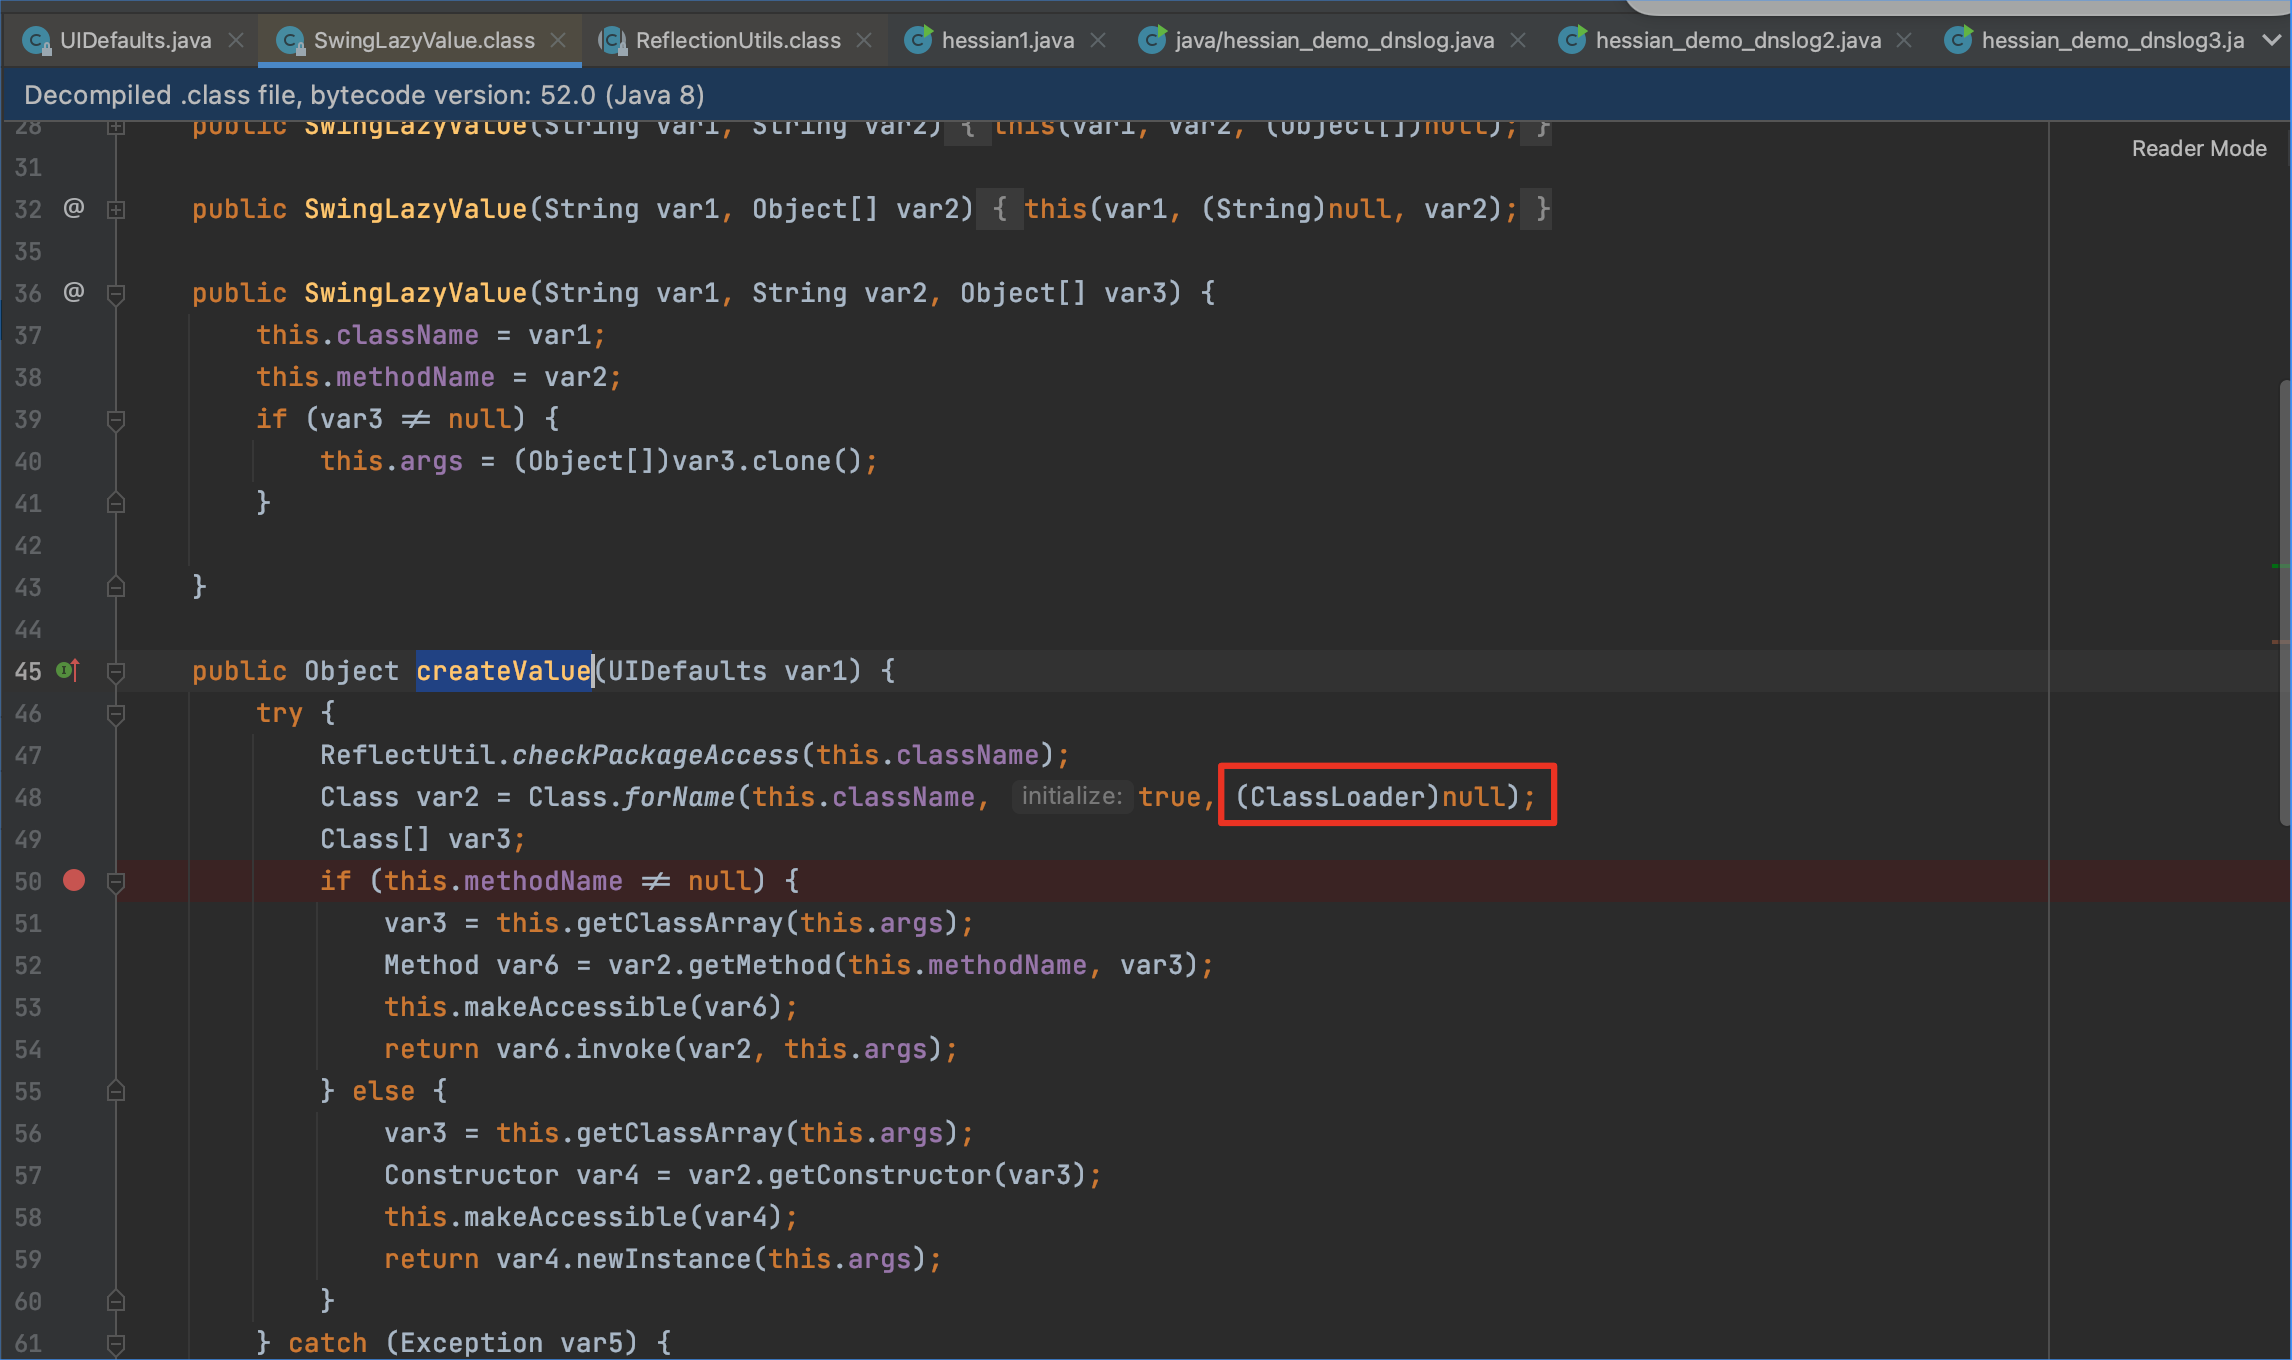 UIDefaults.java SwingLazyValue.class ReflectionUtils.class hessian1.java java/hessian_demo_dnslog.java hessian_demo_dnslog2.java hessian_demo_dnslog3.ja
Decompiled .class file, bytecode version: 52.0 (Java 8)
Reader Mode
28 public SwingLazyValue(String var1, String var2) { this(var1, var2, (Object[])null); }
31
32 @ public SwingLazyValue(String var1, Object[] var2) { this(var1, (String)null, var2); }
35
36 @ public SwingLazyValue(String var1, String var2, Object[] var3) {
37 this.className = var1;
38 this.methodName = var2;
39 if (var3 ≠ null) {
40 this.args = (Object[])var3.clone();
41 }
42
43 }
44
45 public Object createValue(UIDefaults var1) {
46 try {
47 ReflectUtil.checkPackageAccess(this.className);
48 Class var2 = Class.forName(this.className, initialize: true, (ClassLoader)null);
49 Class[] var3;
50 if (this.methodName ≠ null) {
51 var3 = this.getClassArray(this.args);
52 Method var6 = var2.getMethod(this.methodName, var3);
53 this.makeAccessible(var6);
54 return var6.invoke(var2, this.args);
55 } else {
56 var3 = this.getClassArray(this.args);
57 Constructor var4 = var2.getConstructor(var3);
58 this.makeAccessible(var4);
59 return var4.newInstance(this.args);
60 }
61 } catch (Exception var5) {